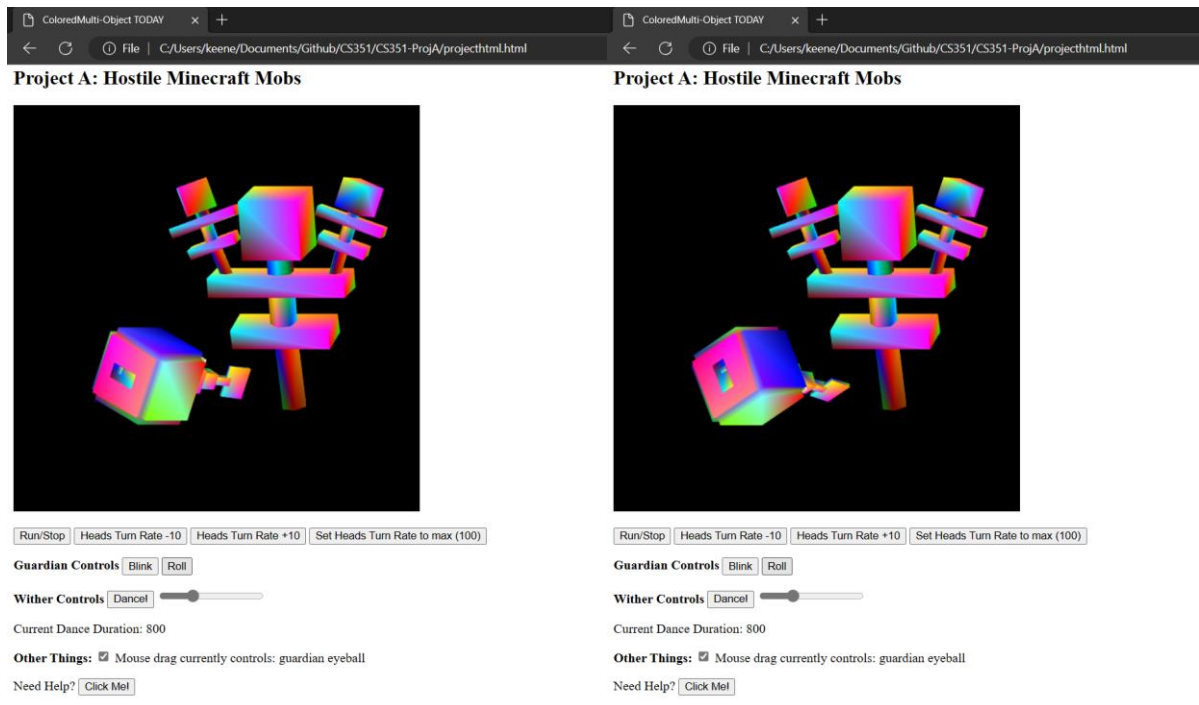 ColoredMulti-Object TODAY
File | C:/Users/keene/Documents/Github/CS351/CS351-ProjA/projecthtml.html
Project A: Hostile Minecraft Mobs
Run/Stop Heads Turn Rate -10 Heads Turn Rate +10 Set Heads Turn Rate to max (100)
Guardian Controls Blink Roll
Wither Controls Dance!
Current Dance Duration: 800
Other Things: Mouse drag currently controls: guardian eyeball
Need Help? Click Me!
ColoredMulti-Object TODAY
File | C:/Users/keene/Documents/Github/CS351/CS351-ProjA/projecthtml.html
Project A: Hostile Minecraft Mobs
Run/Stop Heads Turn Rate -10 Heads Turn Rate +10 Set Heads Turn Rate to max (100)
Guardian Controls Blink Roll
Wither Controls Dance!
Current Dance Duration: 800
Other Things: Mouse drag currently controls: guardian eyeball
Need Help? Click Me!